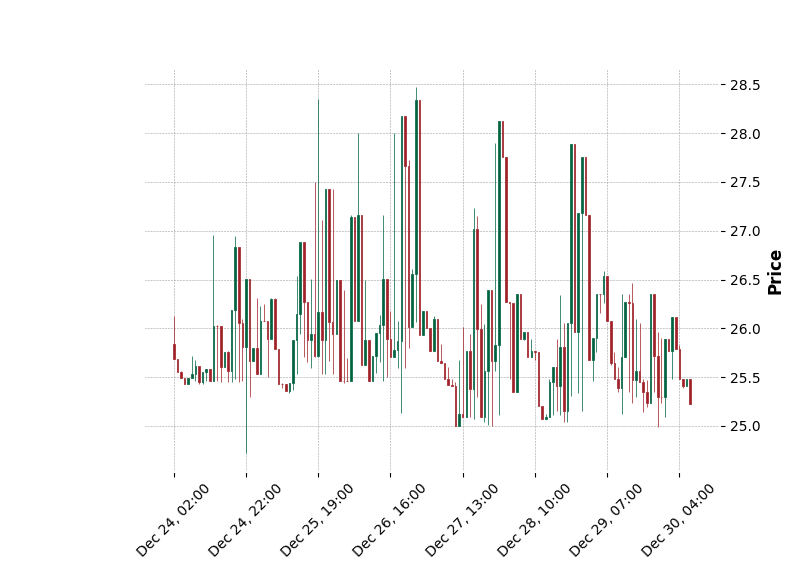 28.5
28.0
27.5
27.0
26.5
26.0
25.5
25.0
Price
Dec 24, 02:00
Dec 24, 22:00
Dec 25, 19:00
Dec 26, 16:00
Dec 27, 13:00
Dec 28, 10:00
Dec 29, 07:00
Dec 30, 04:00